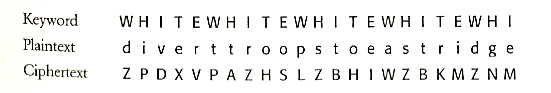 Keyword W H I T E W H I T E W H I T E W H I T E W H I
Plaintext d i v e r t t r o o p s t o e a s t r i d g e
Ciphertext Z P D X V P A Z H S L Z B H I W Z B K M Z N M